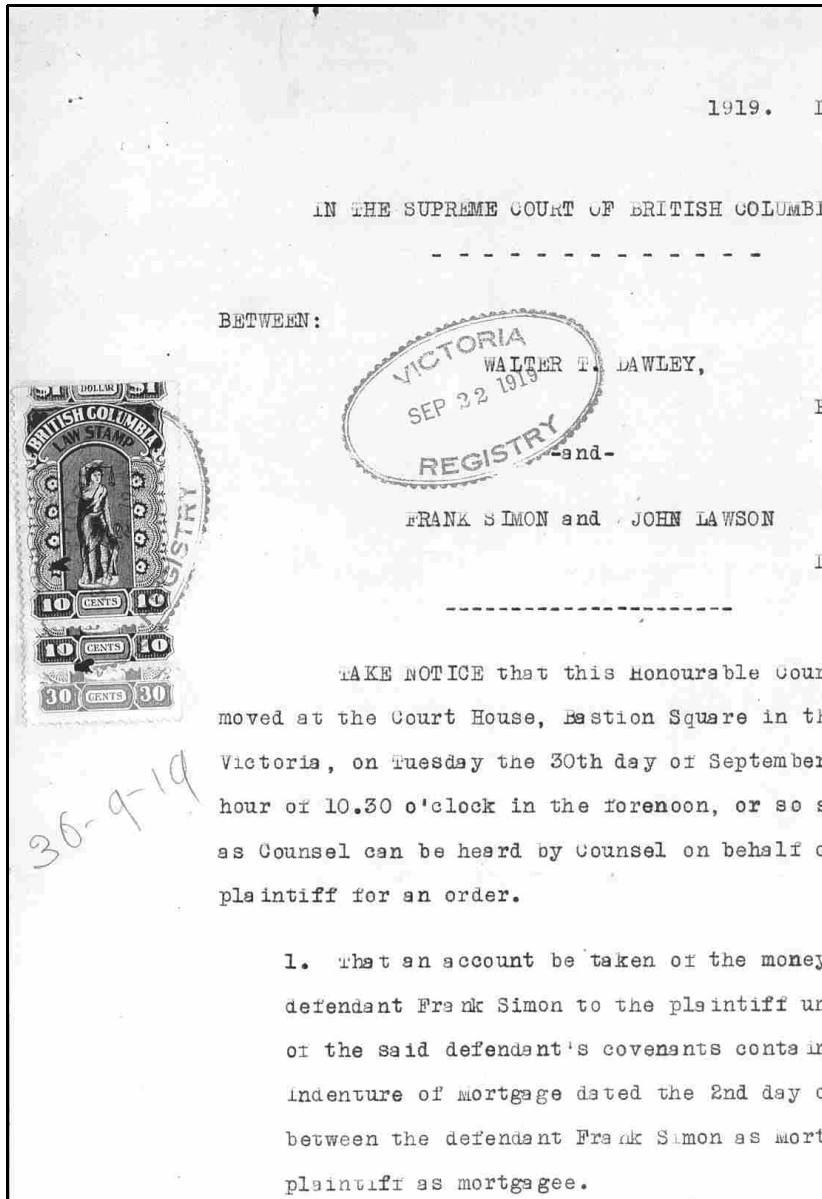 1919.
IN THE SUPREME COURT OF BRITISH COLUMBI
BETWEEN:
VICTORIA
SEP 22 1919
REGISTRY
WALTER T. DAWLEY,
-and-
FRANK SIMON and JOHN LAWSON
$1 DOLLAR $1
BRITISH COLUMBIA
LAW STAMP
10 CENTS 10
10 CENTS 10
30 CENTS 30
GISTRY
30-9-19
TAKE NOTICE that this Honourable Cour
moved at the Court House, Bastion Square in th
Victoria, on Tuesday the 30th day of September
hour of 10.30 o'clock in the forenoon, or so s
as Counsel can be heard by Counsel on behalf o
plaintiff for an order.
1. That an account be taken of the money
defendant Frank Simon to the plaintiff un
of the said defendant's covenants contain
Indenture of Mortgage dated the 2nd day o
between the defendant Frank Simon as Mort
plaintiff as mortgagee.